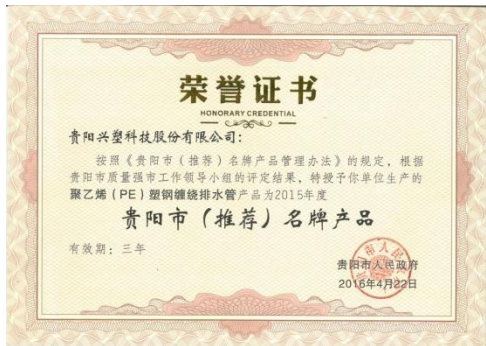 荣誉证书
HONORARY CREDENTIAL
贵阳兴塑科技股份有限公司：
按照《贵阳市（推荐）名牌产品管理办法》的规定，根据
贵阳市质量强市工作领导小组的评定结果，特授予你单位生产的
聚乙烯（PE）塑钢缠绕排水管产品为2015年度
贵阳市（推荐）名牌产品
有效期：三年
贵阳市人民政府
2016年4月22日